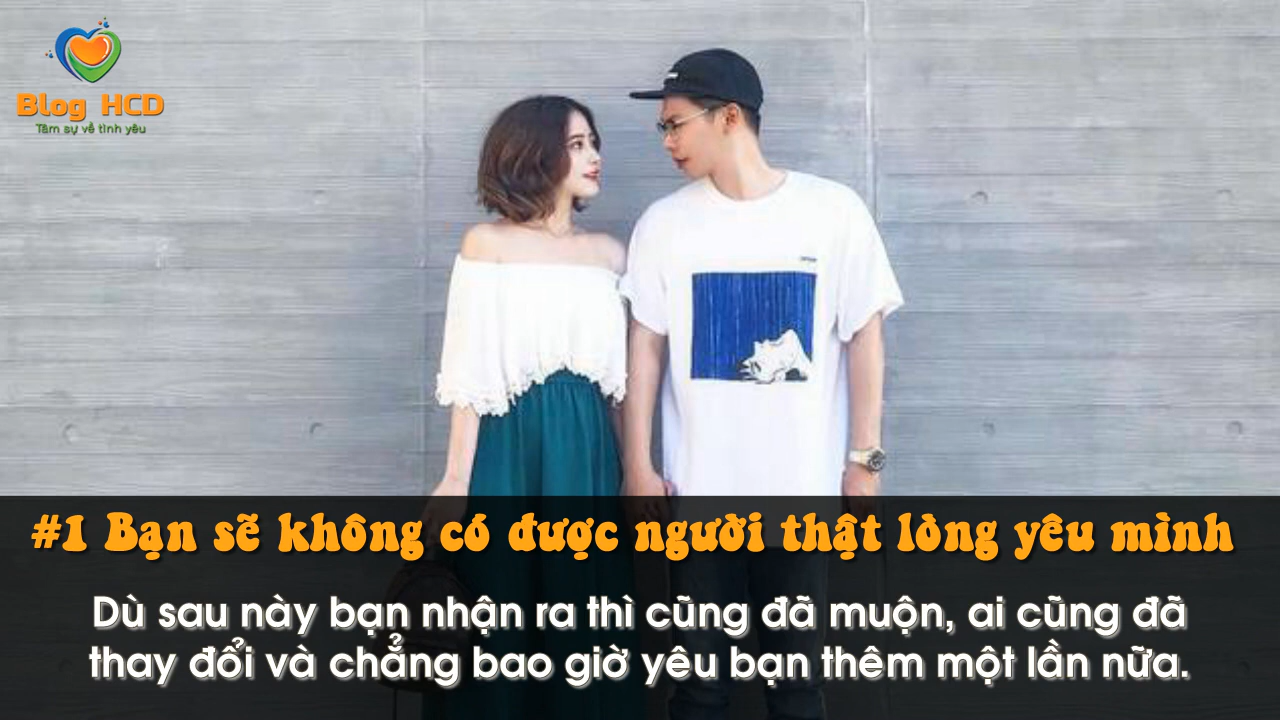 Blog HCD
Tâm sự về tình yêu
#1 Bạn sẽ không có được người thật lòng yêu mình
Dù sau này bạn nhận ra thì cũng đã muộn, ai cũng đã
thay đổi và chẳng bao giờ yêu bạn thêm một lần nữa.